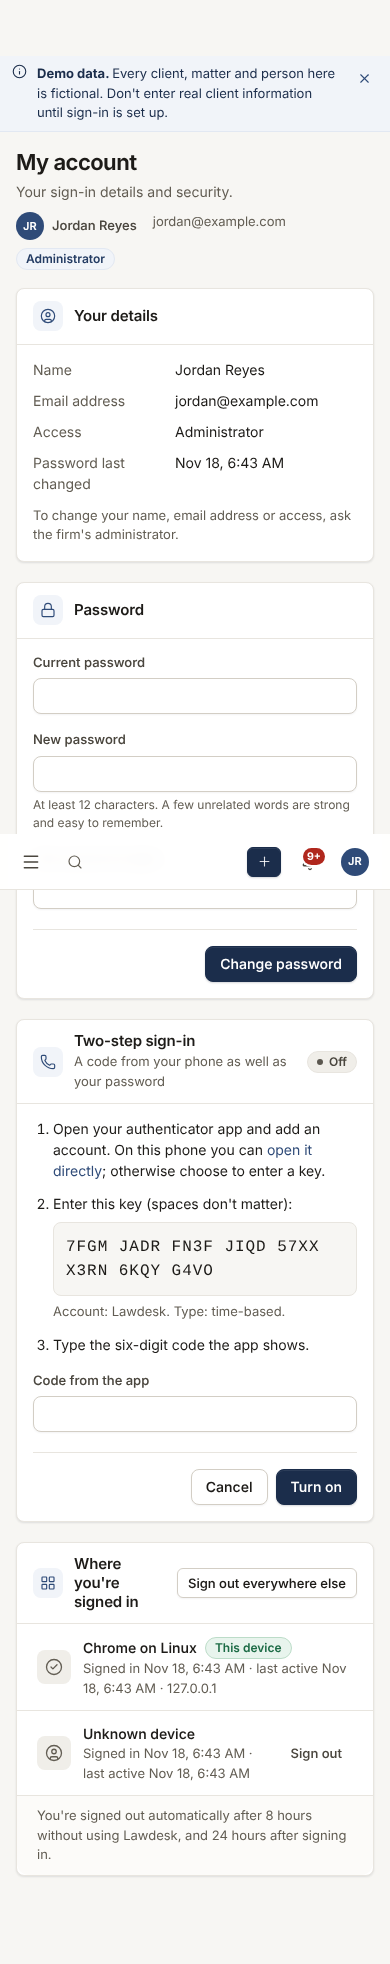 Demo data. Every client, matter and person here
is fictional. Don't enter real client information
until sign-in is set up.
My account
Your sign-in details and security.
JR
Jordan Reyes
jordan@example.com
Administrator
Your details
Name
Jordan Reyes
Email address
jordan@example.com
Access
Administrator
Password last
changed
Nov 18, 6:43 AM
To change your name, email address or access, ask
the firm's administrator.
Password
Current password
New password
At least 12 characters. A few unrelated words are strong
and easy to remember.
9+
JR
Change password
Two-step sign-in
A code from your phone as well as
your password
Off
1. Open your authenticator app and add an
account. On this phone you can open it
directly; otherwise choose to enter a key.
2. Enter this key (spaces don't matter):
7FGM JADR FN3F JIQD 57XX
X3RN 6KQY G4VO
Account: Lawdesk. Type: time-based.
3. Type the six-digit code the app shows.
Code from the app
Cancel
Turn on
Where
you're
signed in
Sign out everywhere else
Chrome on Linux
This device
Signed in Nov 18, 6:43 AM · last active Nov
18, 6:43 AM · 127.0.0.1
Unknown device
Signed in Nov 18, 6:43 AM ·
last active Nov 18, 6:43 AM
Sign out
You're signed out automatically after 8 hours
without using Lawdesk, and 24 hours after signing
in.